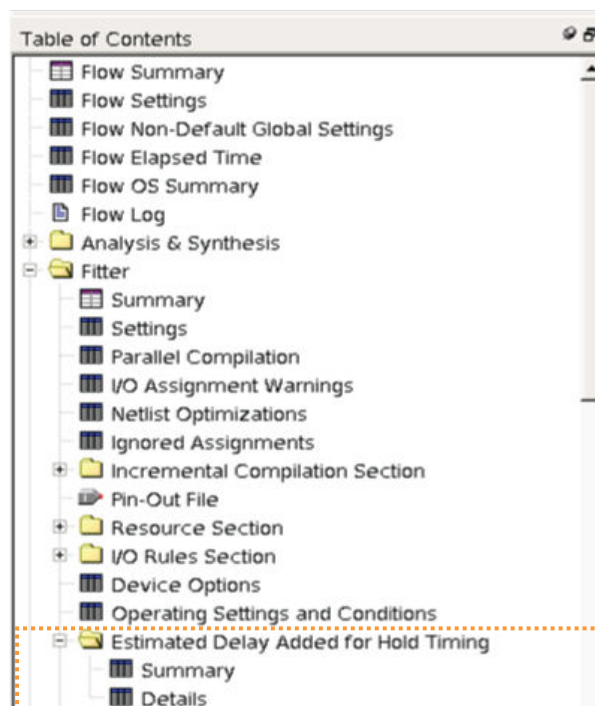 Table of Contents
Flow Summary
Flow Settings
Flow Non-Default Global Settings
Flow Elapsed Time
Flow OS Summary
Flow Log
Analysis & Synthesis
Fitter
Summary
Settings
Parallel Compilation
I/O Assignment Warnings
Netlist Optimizations
Ignored Assignments
Incremental Compilation Section
Pin-Out File
Resource Section
I/O Rules Section
Device Options
Operating Settings and Conditions
Estimated Delay Added for Hold Timing
Summary
Details